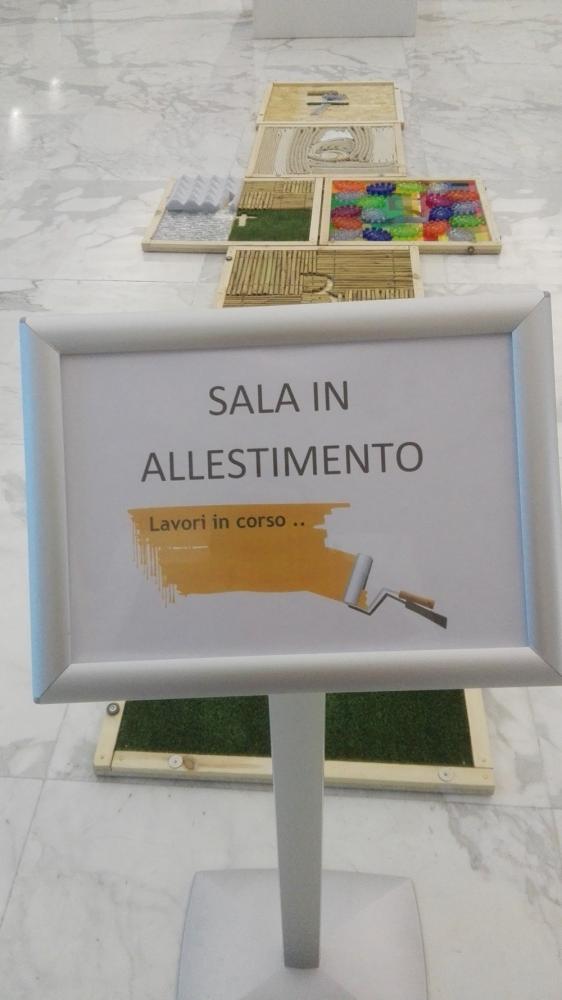 SALA IN
ALLESTIMENTO
Lavori in corso ..